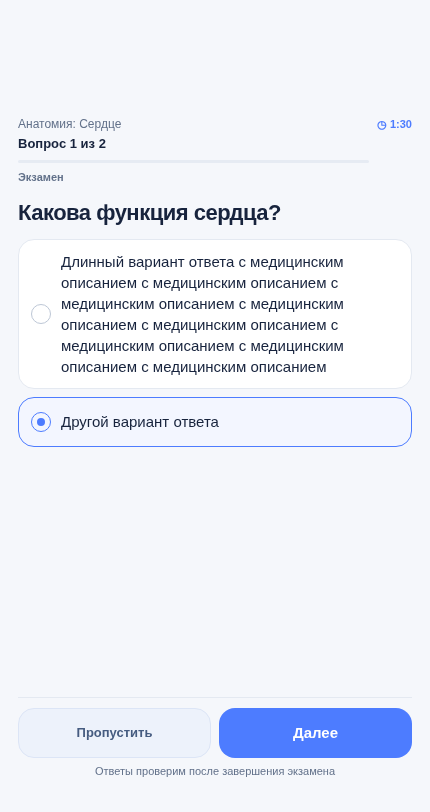 Анатомия: Сердце
1:30
Вопрос 1 из 2
Экзамен
Какова функция сердца?
Длинный вариант ответа с медицинским
описанием с медицинским описанием с
медицинским описанием с медицинским
описанием с медицинским описанием с
медицинским описанием с медицинским
описанием с медицинским описанием
Другой вариант ответа
Пропустить
Далее
Ответы проверим после завершения экзамена